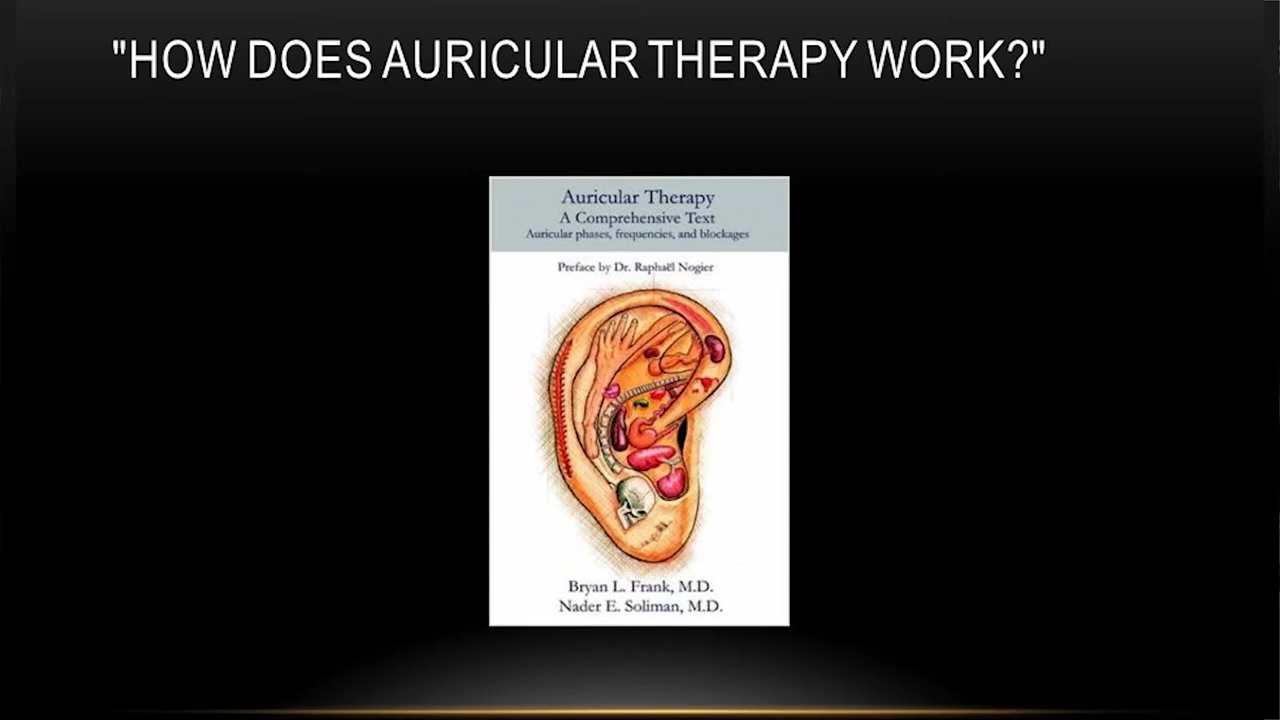 "HOW DOES AURICULAR THERAPY WORK?"
Auricular Therapy
A Comprehensive Text
Auricular phases, frequencies, and blockages
Preface by Dr. Raphaël Nogier
Bryan L. Frank, M.D.
Nader E. Soliman, M.D.